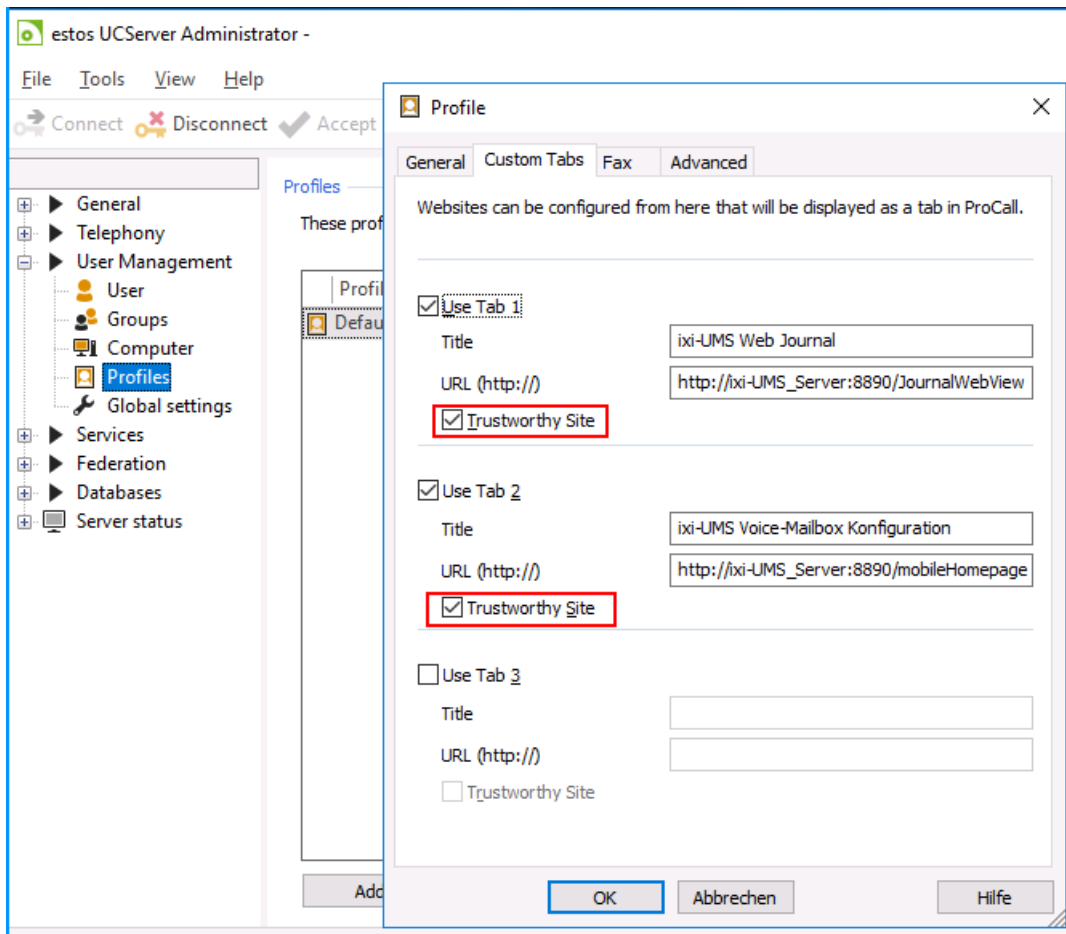 estos UCServer Administrator -
File Tools View Help
Connect Disconnect Accept
General
Telephony
User Management
User
Groups
Computer
Profiles
Global settings
Services
Federation
Databases
Server status
Profiles
These prof
Profil
Defau
Add
Profile
General Custom Tabs Fax Advanced
Websites can be configured from here that will be displayed as a tab in ProCall.
Use Tab 1
Title ixi-UMS Web Journal
URL (http://) http://ixi-UMS_Server:8890/JournalWebView
Trustworthy Site
Use Tab 2
Title ixi-UMS Voice-Mailbox Konfiguration
URL (http://) http://ixi-UMS_Server:8890/mobileHomepage
Trustworthy Site
Use Tab 3
Title
URL (http://)
Trustworthy Site
OK Abbrechen Hilfe